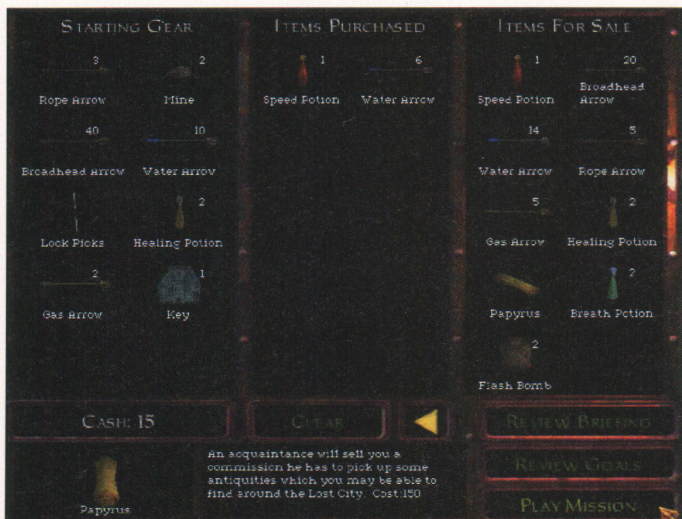 STARTING GEAR
3
2
Rope Arrow
Mine
40
10
Broadhead Arrow
Water Arrow
2
Lock Picks
Healing Potion
2
1
Gas Arrow
Key
CASH: 15
ITEMS PURCHASED
1
6
Speed Potion
Water Arrow
CLEAR
ITEMS FOR SALE
1
20
Speed Potion
Broadhead
Arrow
14
5
Water Arrow
Rope Arrow
5
2
Gas Arrow
Healing Potion
2
Papyrus
Breath Potion
2
Flash Bomb
REVIEW BRIEFING
REVIEW GOALS
PLAY MISSION
Papyrus
An acquaintance will sell you a
commission he has to pick up some
antiquities which you may be able to
find around the Lost City. Cost:150